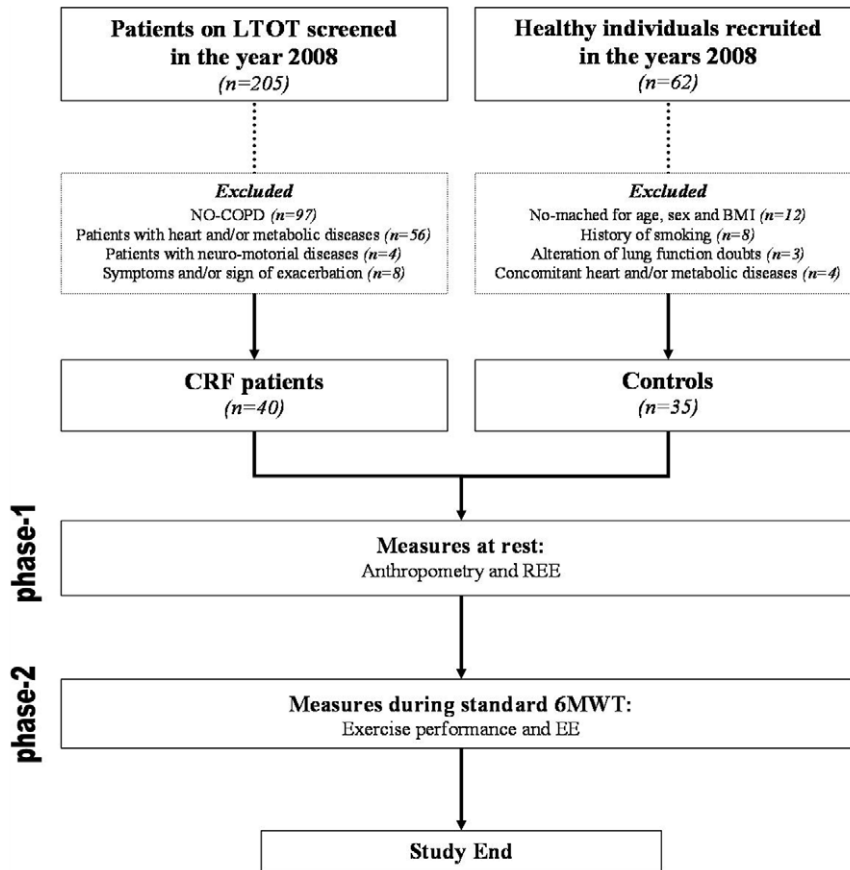 Patients on LTOT screened
in the year 2008
(n=205)
Healthy individuals recruited
in the years 2008
(n=62)
Excluded
NO-COPD (n=97)
Patients with heart and/or metabolic diseases (n=56)
Patients with neuro-motorial diseases (n=4)
Symptoms and/or sign of exacerbation (n=8)
Excluded
No-mached for age, sex and BMI (n=12)
History of smoking (n=8)
Alteration of lung function doubts (n=3)
Concomitant heart and/or metabolic diseases (n=4)
CRF patients
(n=40)
Controls
(n=35)
phase-1
Measures at rest:
Anthropometry and REE
phase-2
Measures during standard 6MWT:
Exercise performance and EE
Study End